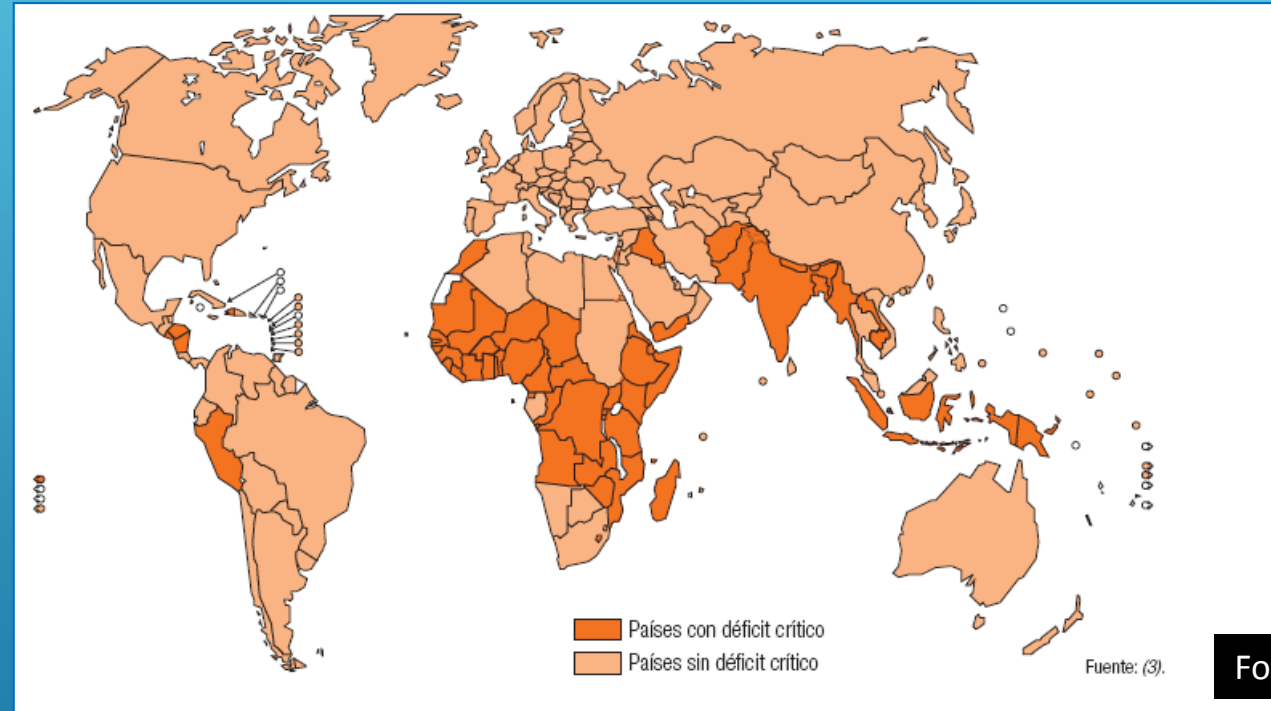 Países con déficit crítico
Países sin déficit crítico
Fuente: (3).
Fo